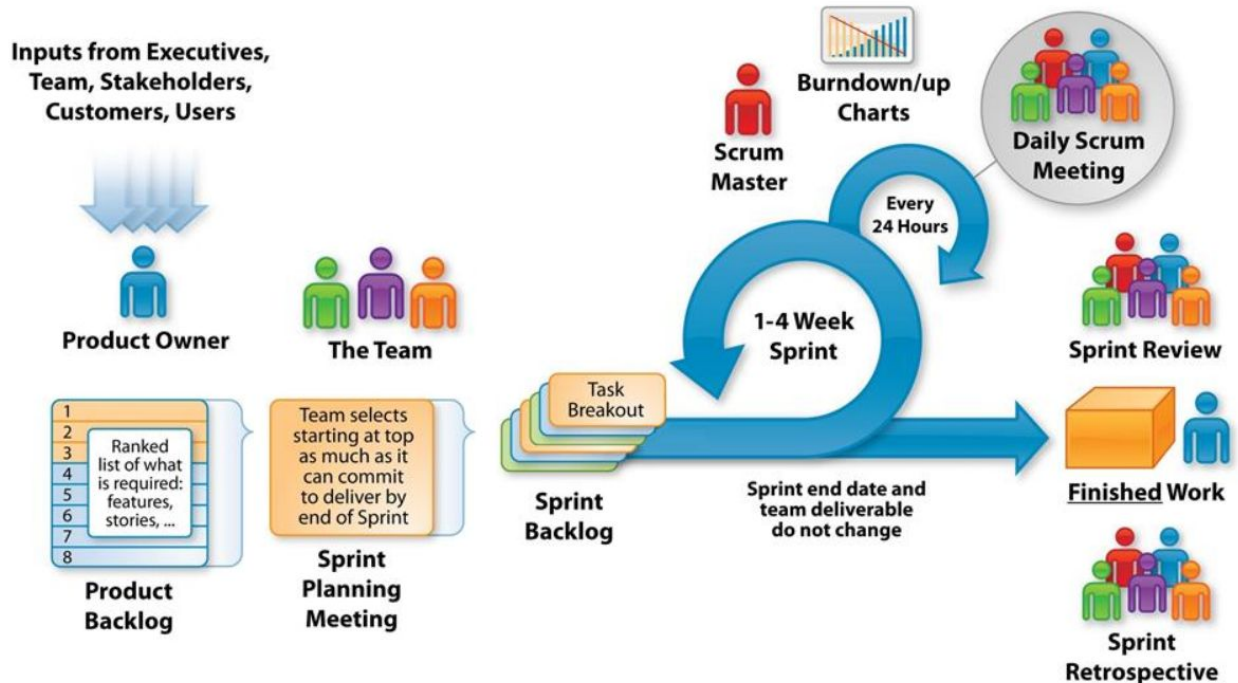 Inputs from Executives,
Team, Stakeholders,
Customers, Users
Product Owner
The Team
1
2
3
4
5
6
7
8
Ranked
list of what
is required:
features,
stories, ...
Product
Backlog
Team selects
starting at top
as much as it
can commit
to deliver by
end of Sprint
Sprint
Planning
Meeting
Task
Breakout
Sprint
Backlog
Scrum
Master
Burndown/up
Charts
Daily Scrum
Meeting
Every
24 Hours
1-4 Week
Sprint
Sprint end date and
team deliverable
do not change
Sprint Review
Finished Work
Sprint
Retrospective